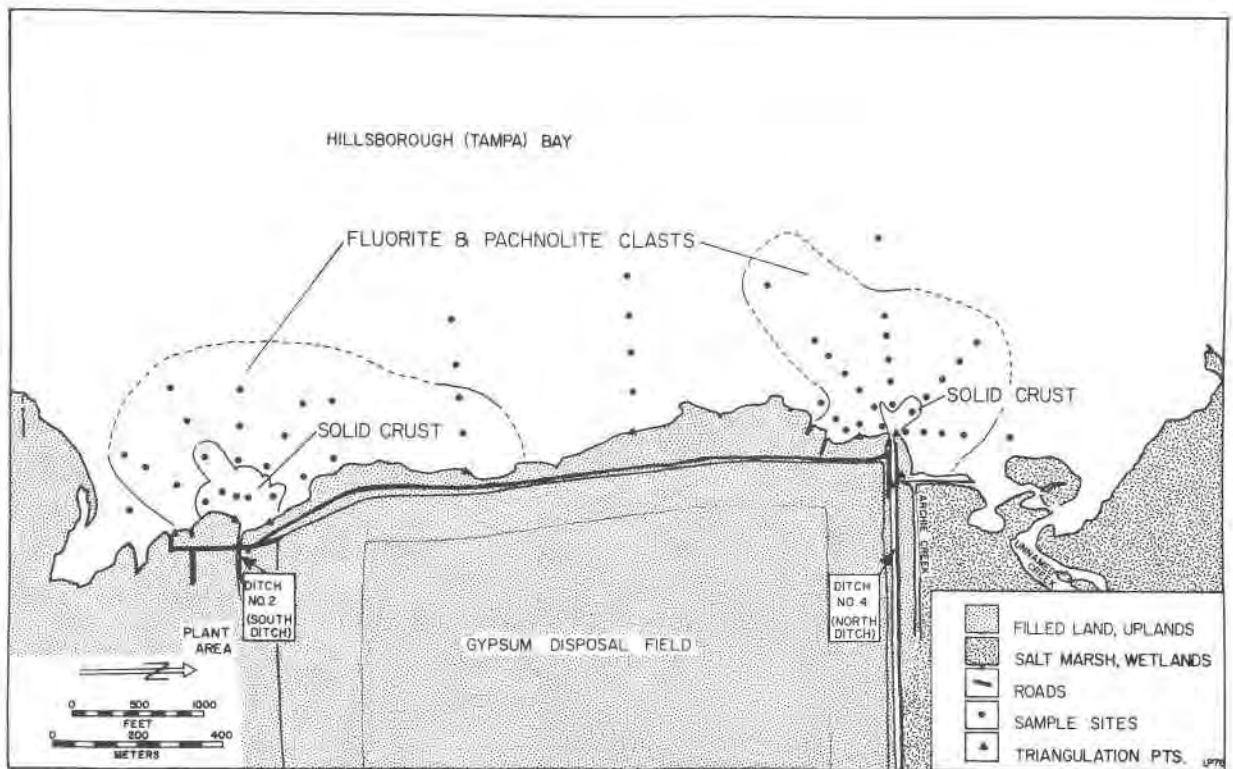 HILLSBOROUGH (TAMPA) BAY
FLUORITE & PACHNOLITE CLASTS
SOLID CRUST
SOLID CRUST
DITCH
NO. 2
(SOUTH
DITCH)
PLANT
AREA
DITCH
NO. 4
(NORTH
DITCH)
ARCHIE CREEK
UNNAMED
CREEK
GYPSUM DISPOSAL FIELD
N
0 500 1000
FEET
0 200 400
METERS
FILLED LAND, UPLANDS
SALT MARSH, WETLANDS
ROADS
SAMPLE SITES
TRIANGULATION PTS.